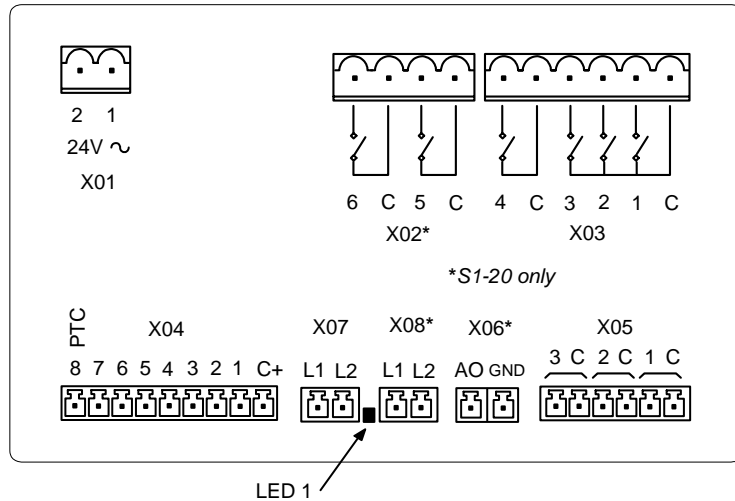 2 1
24V ~
X01
6 C 5 C 4 C 3 2 1 C
X02* X03
*S1-20 only
PTC X04 X07 X08* X06* X05
8 7 6 5 4 3 2 1 C+ L1 L2 L1 L2 AO GND 3 C 2 C 1 C
LED 1